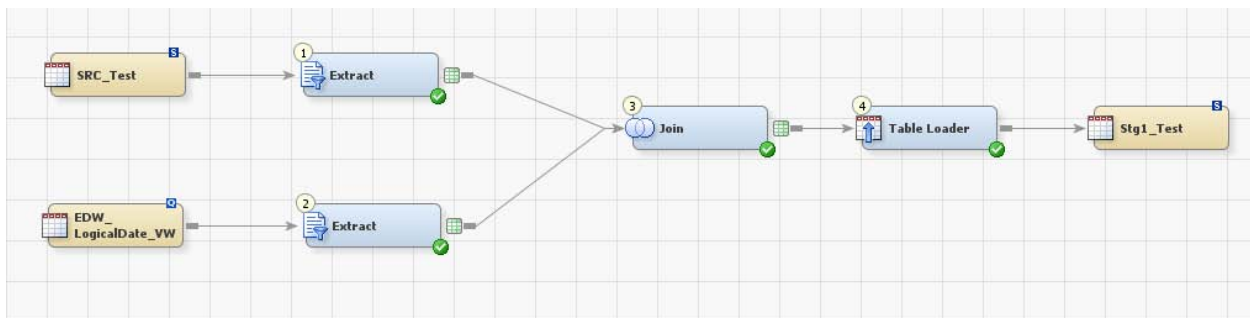 S
SRC_Test
1
Extract
3
Join
4
Table Loader
S
Stg1_Test
Q
EDW_
LogicalDate_VW
2
Extract